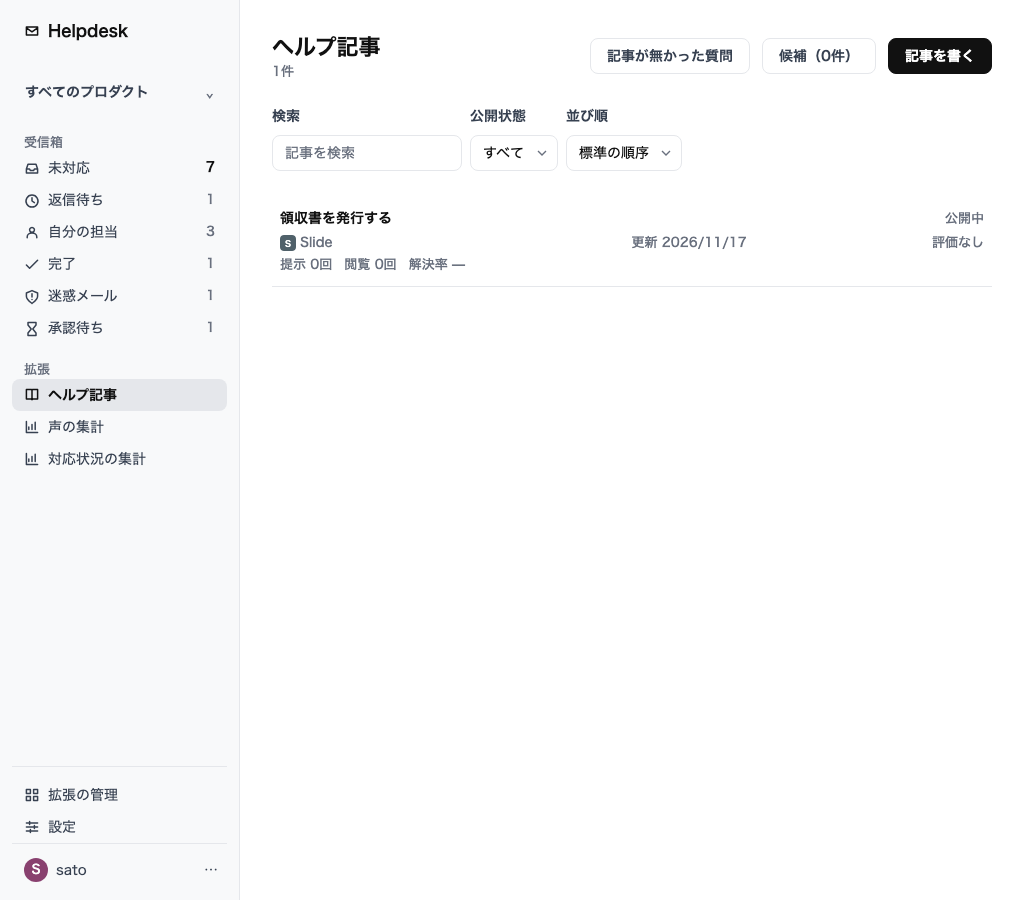 Helpdesk
すべてのプロダクト
受信箱
未対応 7
返信待ち 1
自分の担当 3
完了 1
迷惑メール 1
承認待ち 1
拡張
ヘルプ記事
声の集計
対応状況の集計
拡張の管理
設定
S sato ...
ヘルプ記事
1件
記事が無かった質問 候補（0件） 記事を書く
検索 公開状態 並び順
記事を検索 すべて 標準の順序
領収書を発行する 公開中
S Slide 更新 2026/11/17 評価なし
提示 0回 閲覧 0回 解決率 —